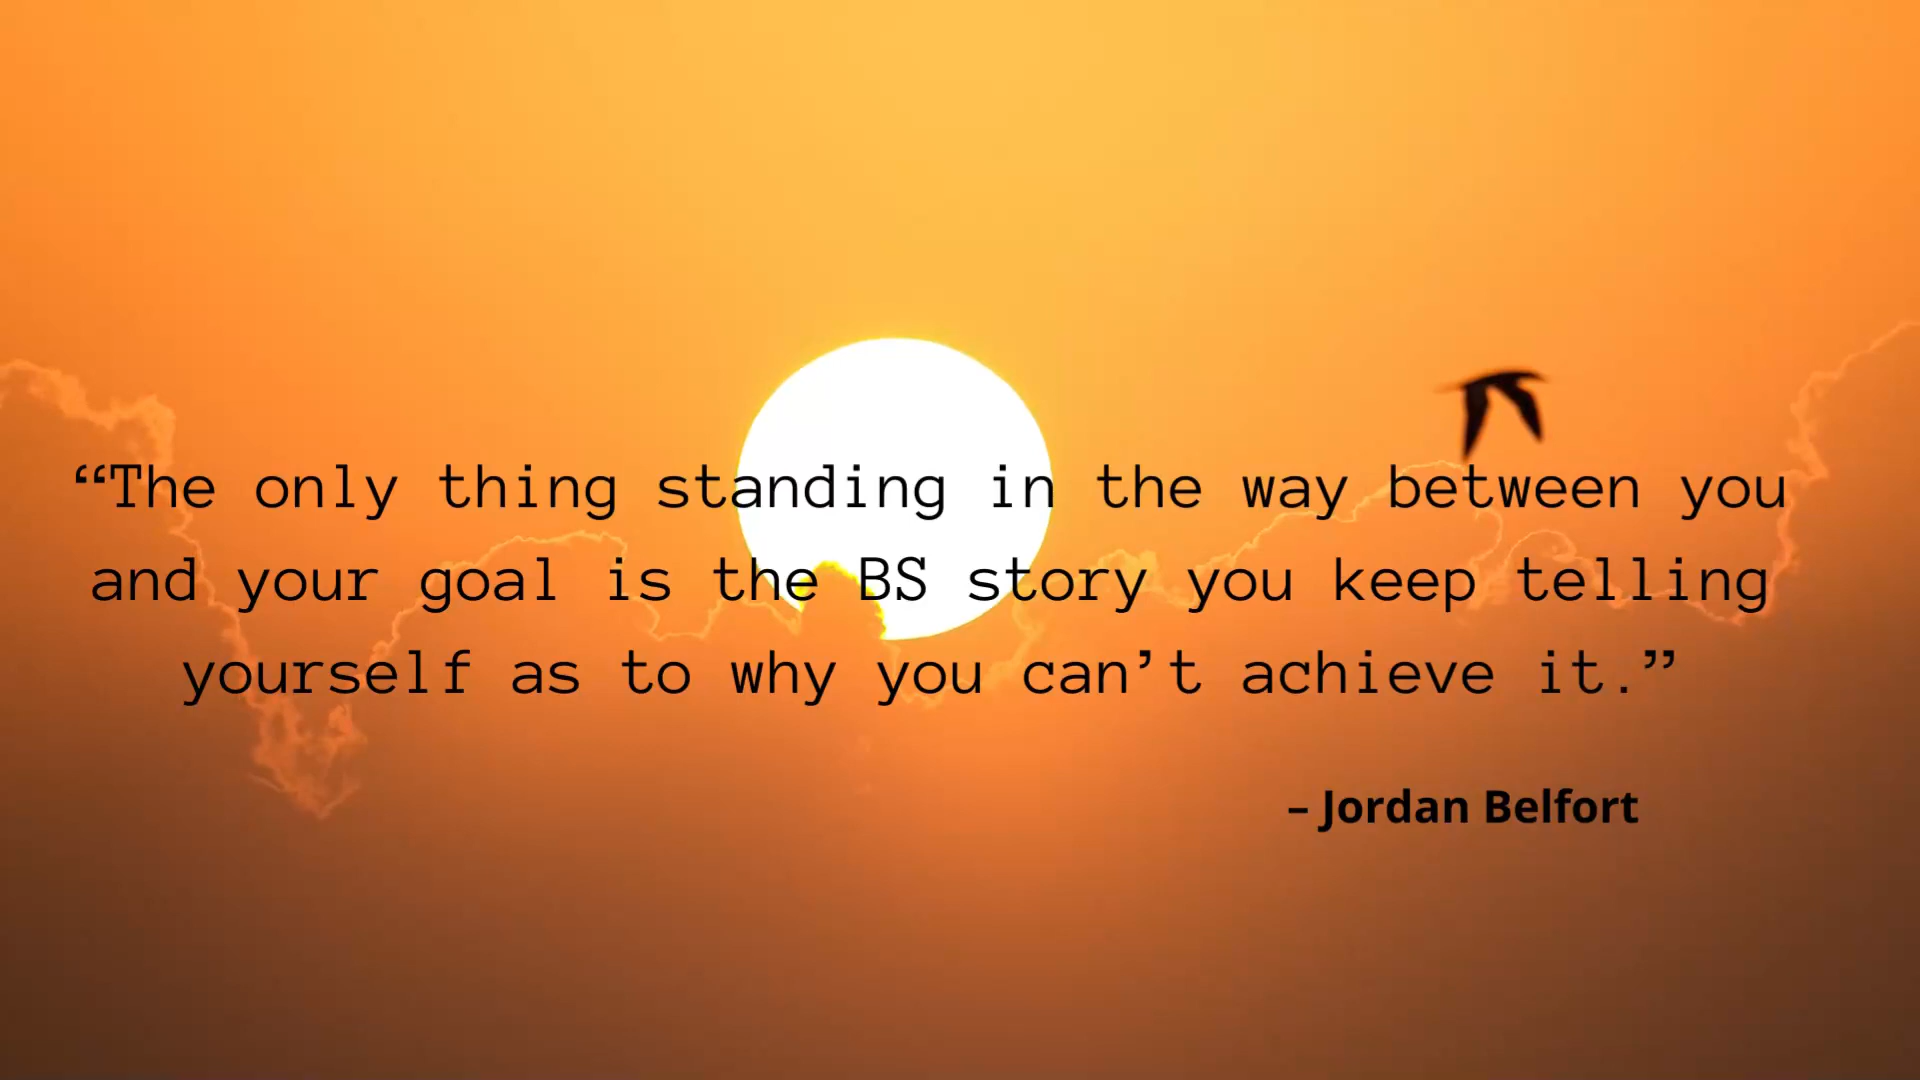 “The only thing standing in the way between you
and your goal is the BS story you keep telling
yourself as to why you can’t achieve it.”
– Jordan Belfort